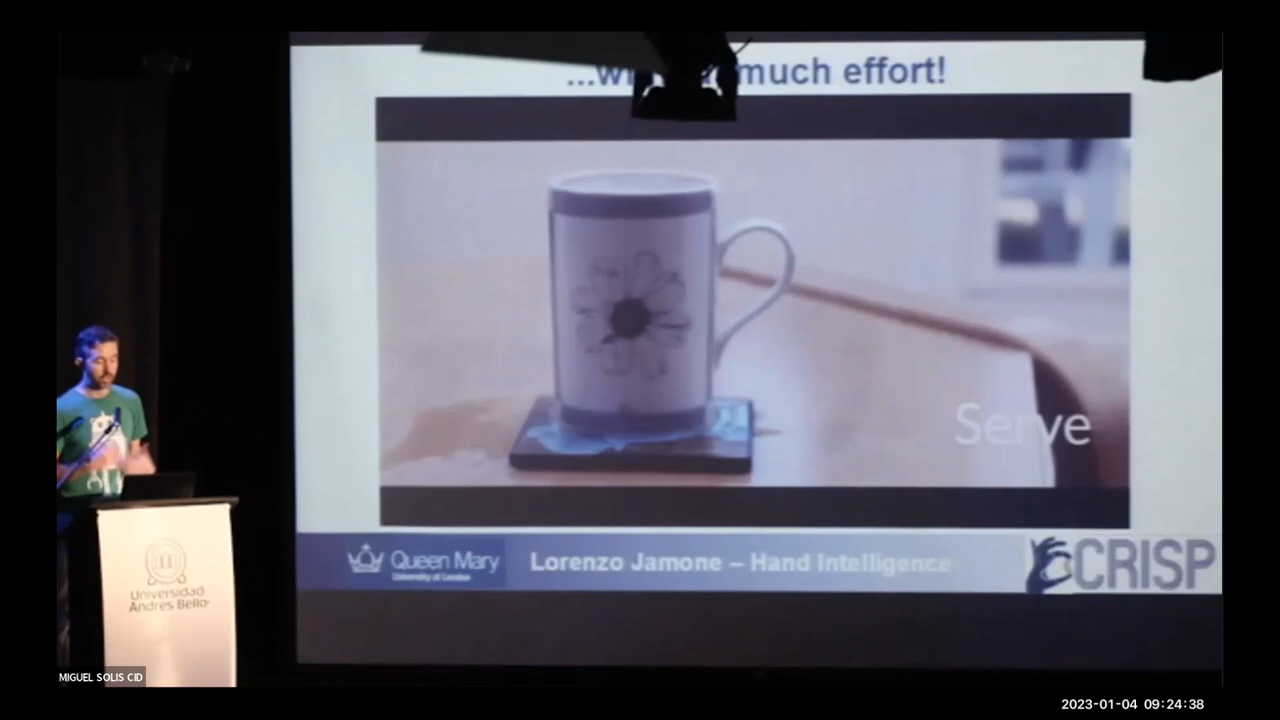 much effort!
Serve
Queen Mary
University of London
Lorenzo Jamone – Hand Intelligence
CRISP
Universidad
Andrés Bello
MIGUEL SOLIS CID
2023-01-04 09:24:38